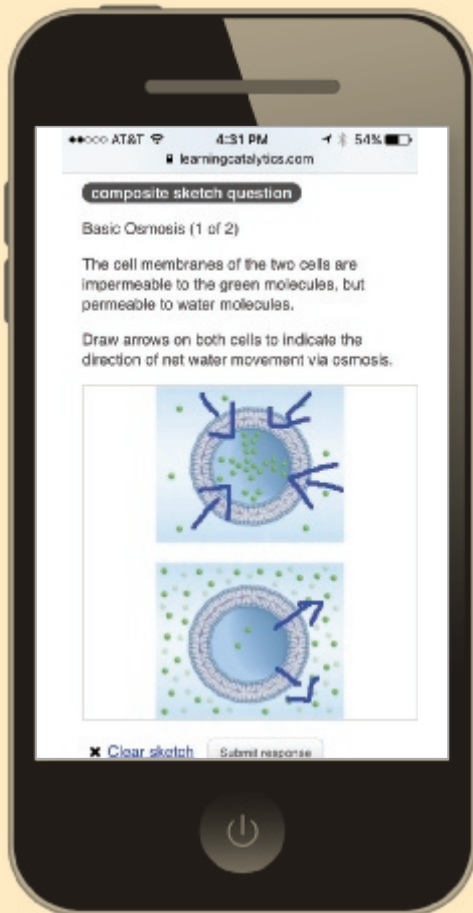 AT&T 4:31 PM 54%
learningcatalytics.com
composite sketch question
Basic Osmosis (1 of 2)
The cell membranes of the two cells are
impermeable to the green molecules, but
permeable to water molecules.
Draw arrows on both cells to indicate the
direction of net water movement via osmosis.
✖ Clear sketch Submit response